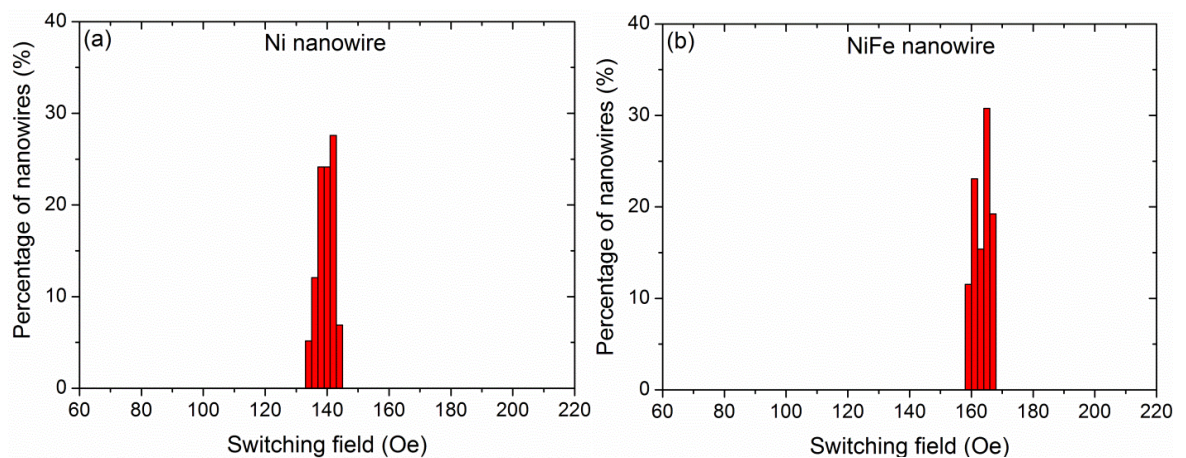 (a)
Ni nanowire
Percentage of nanowires (%)
40
30
20
10
0
60 80 100 120 140 160 180 200 220
Switching field (Oe)
(b)
NiFe nanowire
Percentage of nanowires (%)
40
30
20
10
0
60 80 100 120 140 160 180 200 220
Switching field (Oe)